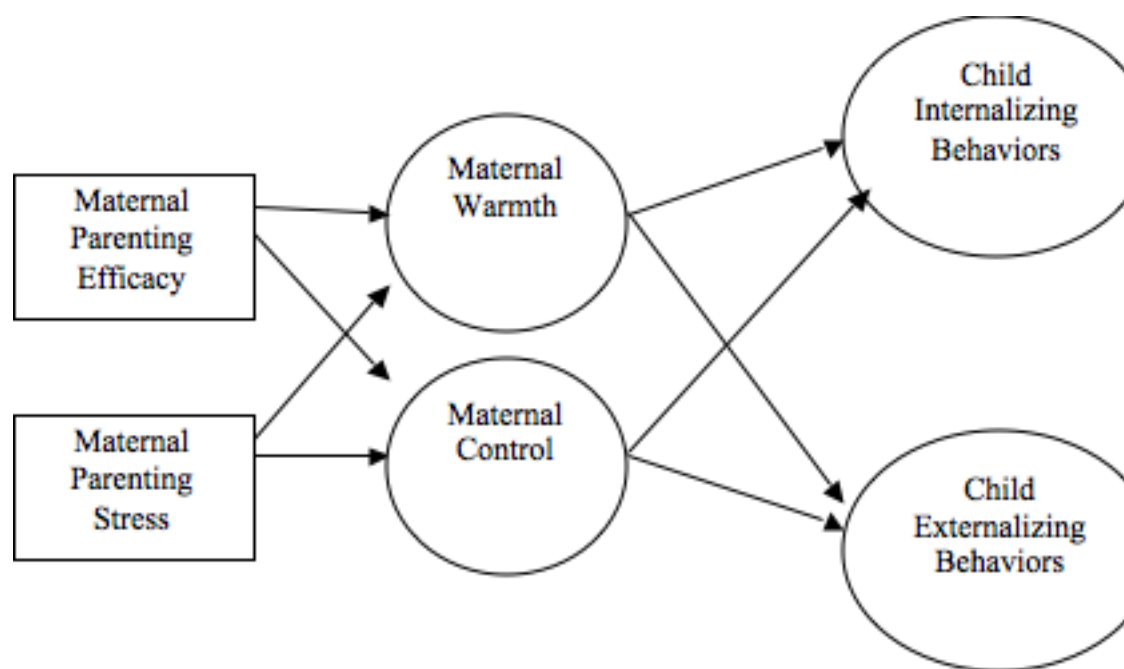 Maternal
Parenting
Efficacy
Maternal
Parenting
Stress
Maternal
Warmth
Maternal
Control
Child
Internalizing
Behaviors
Child
Externalizing
Behaviors